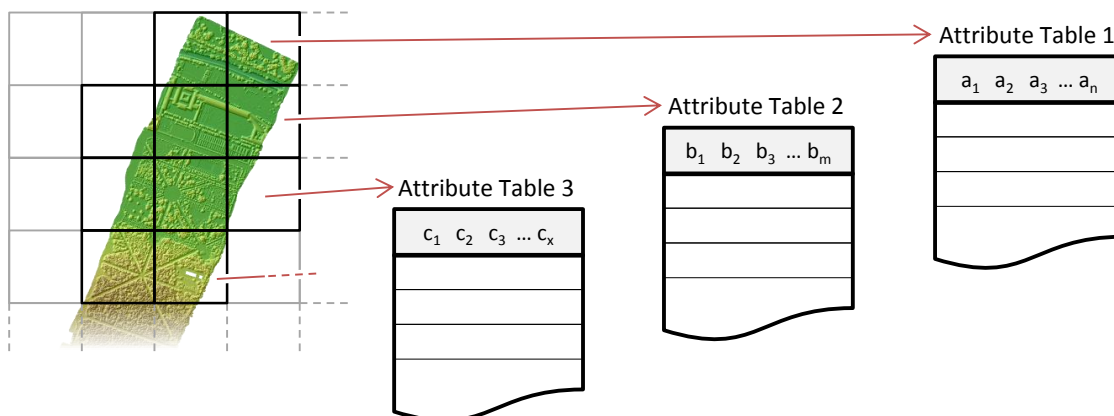 Attribute Table 1
a₁ a₂ a₃ ... aₙ
Attribute Table 2
b₁ b₂ b₃ ... bₘ
Attribute Table 3
c₁ c₂ c₃ ... cₓ